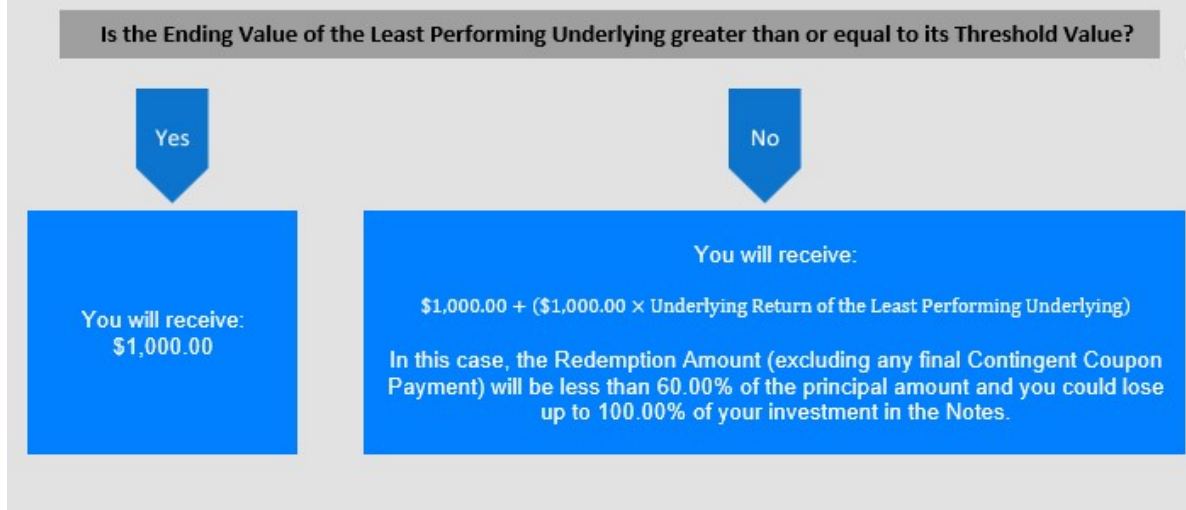 Is the Ending Value of the Least Performing Underlying greater than or equal to its Threshold Value?
Yes
No
You will receive:
$1,000.00
You will receive:
$1,000.00 + ($1,000.00 × Underlying Return of the Least Performing Underlying)
In this case, the Redemption Amount (excluding any final Contingent Coupon
Payment) will be less than 60.00% of the principal amount and you could lose
up to 100.00% of your investment in the Notes.